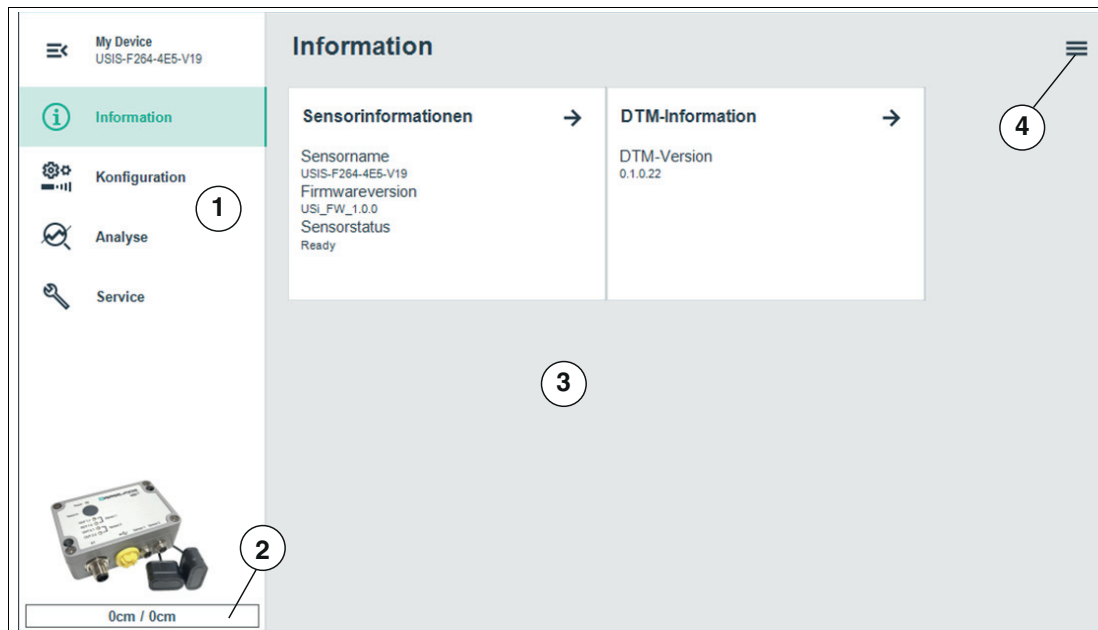 My Device
USIS-F264-4E5-V19
Information
Information
Sensorinformationen
DTM-Information
4
Sensorname
USIS-F264-4E5-V19
DTM-Version
0.1.0.22
Konfiguration
Firmwareversion
USi_FW_1.0.0
1
Sensorstatus
Ready
Analyse
Service
3
2
0cm / 0cm